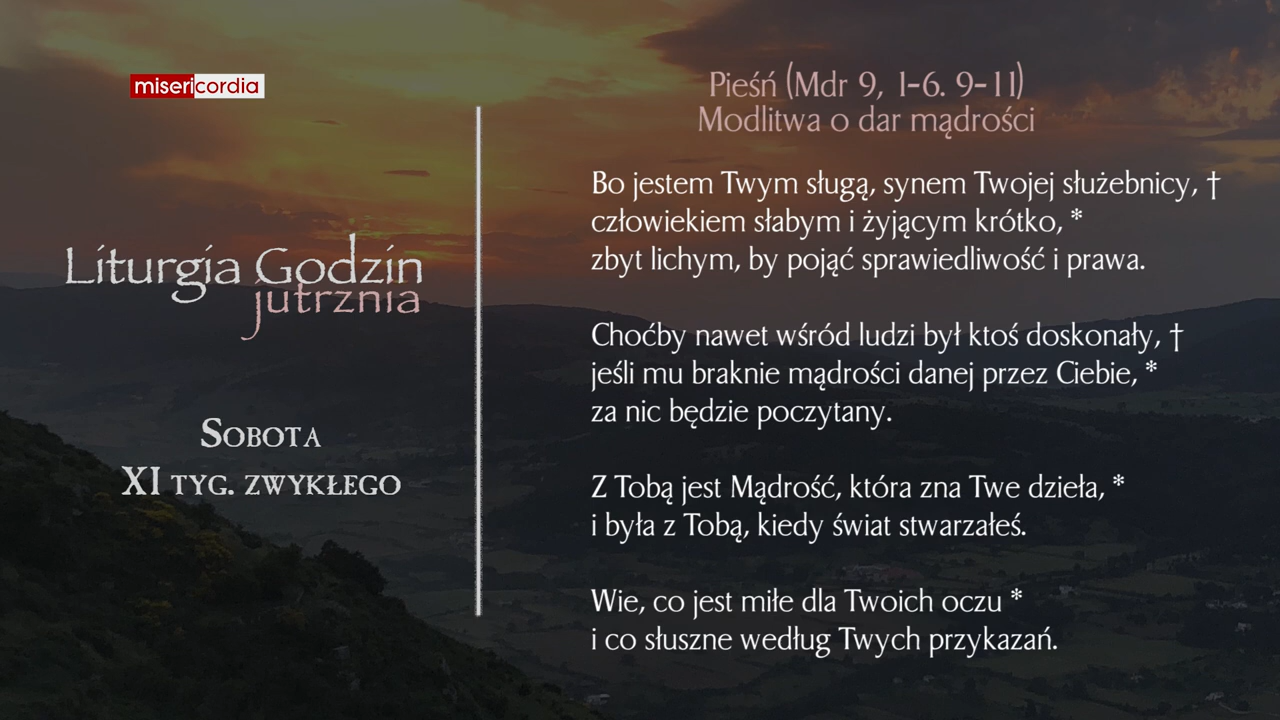 misericordia
Liturgia Godzin
jutrznia
Sobota
XI tyg. zwykłego
Pieśń (Mdr 9, 1-6. 9-11)
Modlitwa o dar mądrości
Bo jestem Twym sługą, synem Twojej służebnicy, †
człowiekiem słabym i żyjącym krótko, *
zbyt lichym, by pojąć sprawiedliwość i prawa.
Choćby nawet wśród ludzi był ktoś doskonały, †
jeśli mu braknie mądrości danej przez Ciebie, *
za nic będzie poczytany.
Z Tobą jest Mądrość, która zna Twe dzieła, *
i była z Tobą, kiedy świat stwarzałeś.
Wie, co jest miłe dla Twoich oczu *
i co słuszne według Twych przykazań.